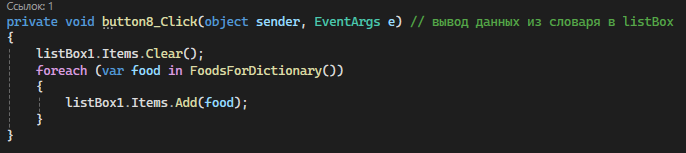 Ссылок: 1
private void button8_Click(object sender, EventArgs e) // вывод данных из словаря в listBox
{
listBox1.Items.Clear();
foreach (var food in FoodsForDictionary())
{
listBox1.Items.Add(food);
}
}